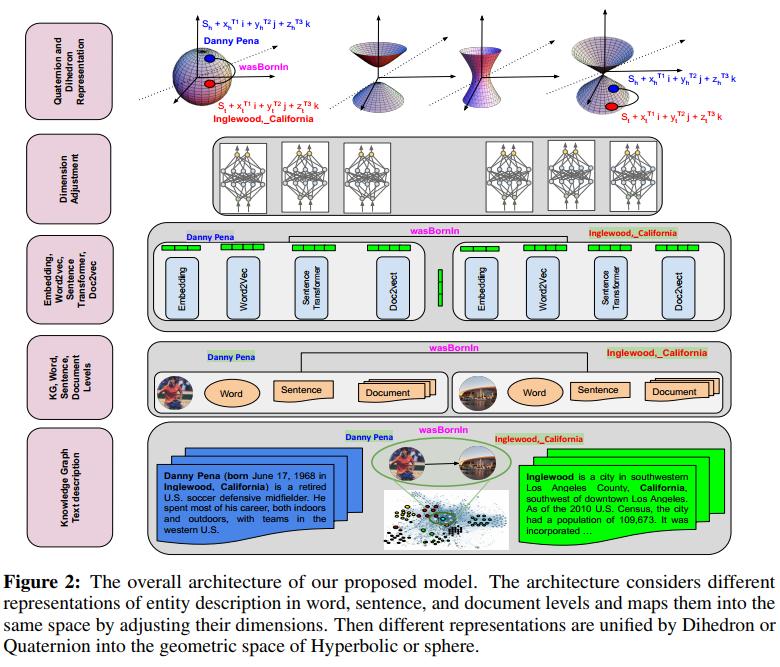 Quaternion and
Dihedron
Representation
S_h + x_h^T1 i + y_h^T2 j + z_h^T3 k
Danny Pena
wasBornIn
S_t + x_t^T1 i + y_t^T2 j + z_t^T3 k
Inglewood,_California
S_h + x_h^T1 i + y_h^T2 j + z_h^T3 k
S_t + x_t^T1 i + y_t^T2 j + z_t^T3 k
Dimension
Adjustment
Embedding,
Word2vec,
Sentence
Transformer,
Doc2vec
Danny Pena
wasBornIn
Inglewood,_California
Embedding
Word2Vec
Sentence
Transformer
Doc2vect
Embedding
Word2Vec
Sentence
Transformer
Doc2vect
KG, Word,
Sentence,
Document
Levels
Danny Pena
wasBornIn
Inglewood,_California
Word
Sentence
Document
Word
Sentence
Document
Knowledge Graph
Text description
wasBornIn
Danny Pena
Inglewood,_California
Danny Pena (born June 17, 1968 in
Inglewood, California) is a retired
U.S. soccer defensive midfielder. He
spent most of his career, both indoors
and outdoors, with teams in the
western U.S.
Inglewood is a city in southwestern
Los Angeles County, California,
southwest of downtown Los Angeles.
As of the 2010 U.S. Census, the city
had a population of 109,673. It was
incorporated ...
Figure 2: The overall architecture of our proposed model. The architecture considers different
representations of entity description in word, sentence, and document levels and maps them into the
same space by adjusting their dimensions. Then different representations are unified by Dihedron or
Quaternion into the geometric space of Hyperbolic or sphere.